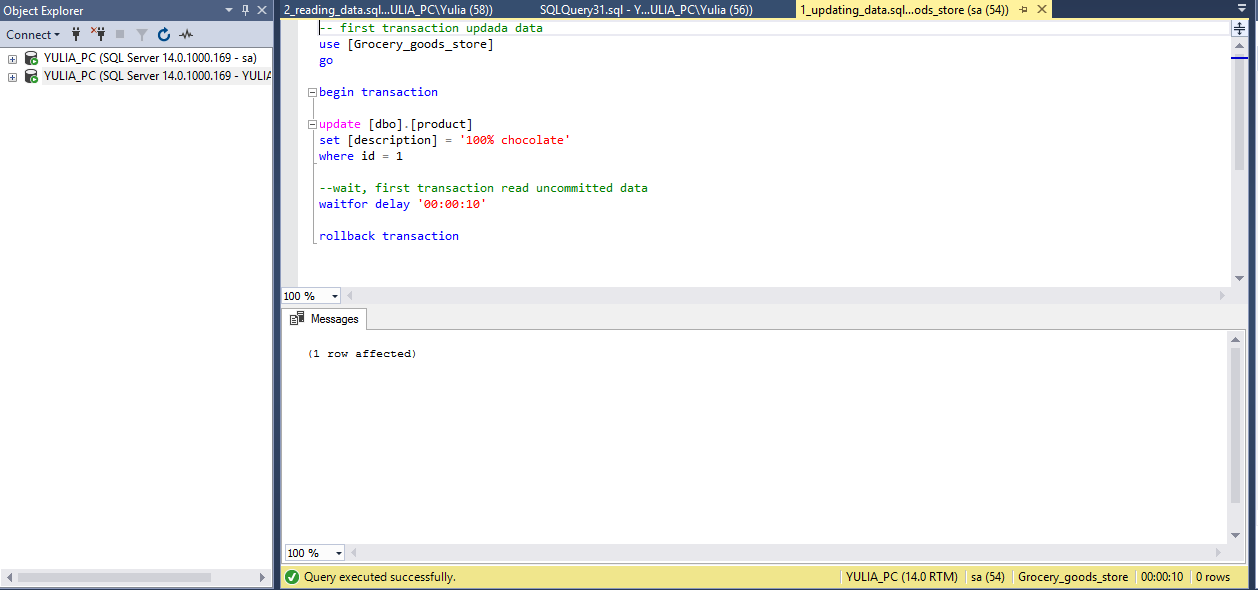 Object Explorer
Connect
YULIA_PC (SQL Server 14.0.1000.169 - sa)
YULIA_PC (SQL Server 14.0.1000.169 - YULIA
2_reading_data.sql...ULIA_PC\Yulia (58))
SQLQuery31.sql - Y...ULIA_PC\Yulia (56))
1_updating_data.sql...ods_store (sa (54))
-- first transaction updada data
use [Grocery_goods_store]
go
begin transaction
update [dbo].[product]
set [description] = '100% chocolate'
where id = 1
--wait, first transaction read uncommitted data
waitfor delay '00:00:10'
rollback transaction
100 %
Messages
(1 row affected)
100 %
Query executed successfully.
YULIA_PC (14.0 RTM)
sa (54)
Grocery_goods_store
00:00:10
0 rows